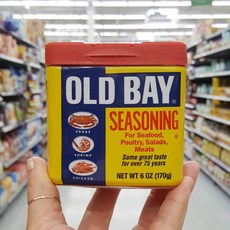 OLD BAY®
SEASONING®
For Seafood,
Poultry, Salads,
Meats
Some great taste
for over 75 years
CRABS
SHRIMP
CHICKEN
NET WT 6 OZ (170g)